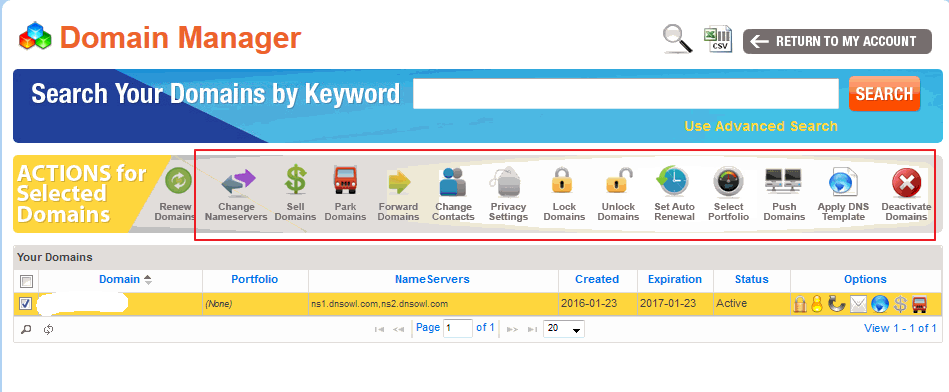 Domain Manager
CSV
RETURN TO MY ACCOUNT
Search Your Domains by Keyword
SEARCH
Use Advanced Search
ACTIONS for
Selected
Domains
Renew
Domains
Change
Nameservers
Sell
Domains
Park
Domains
Forward
Domains
Change
Contacts
Privacy
Settings
Lock
Domains
Unlock
Domains
Set Auto
Renewal
Select
Portfolio
Push
Domains
Apply DNS
Template
Deactivate
Domains
Your Domains
Domain Portfolio NameServers Created Expiration Status Options
(None) ns1.dnsowl.com,ns2.dnsowl.com 2016-01-23 2017-01-23 Active
Page 1 of 1 20 View 1 - 1 of 1